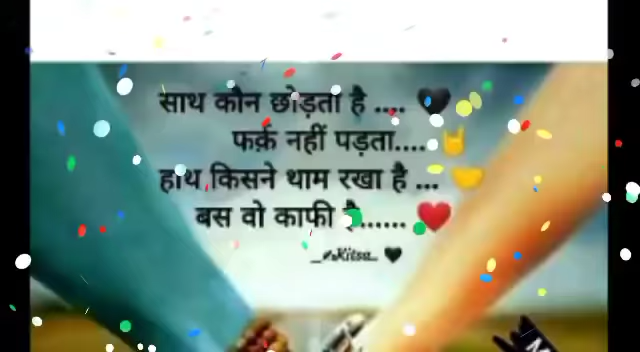 साथ कौन छोड़ता है .... 🖤
फर्क़ नहीं पड़ता.... 🤘
हाथ किसने थाम रखा है ... 🤝
बस वो काफी है...... ❤️